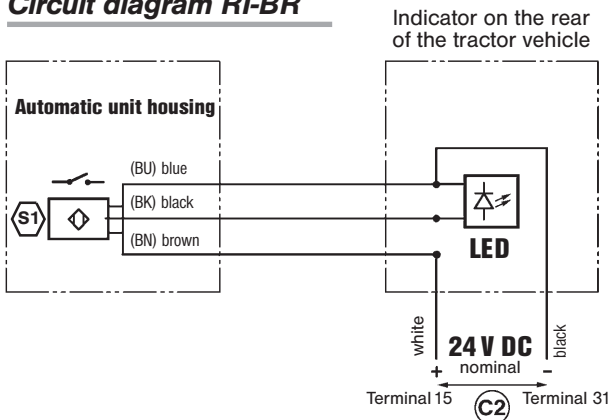 Circuit diagram RI-BR
Indicator on the rear
of the tractor vehicle
Automatic unit housing
(BU) blue
(BK) black
(BN) brown
S1
LED
white
24 V DC
black
+
nominal
-
Terminal 15
C2
Terminal 31